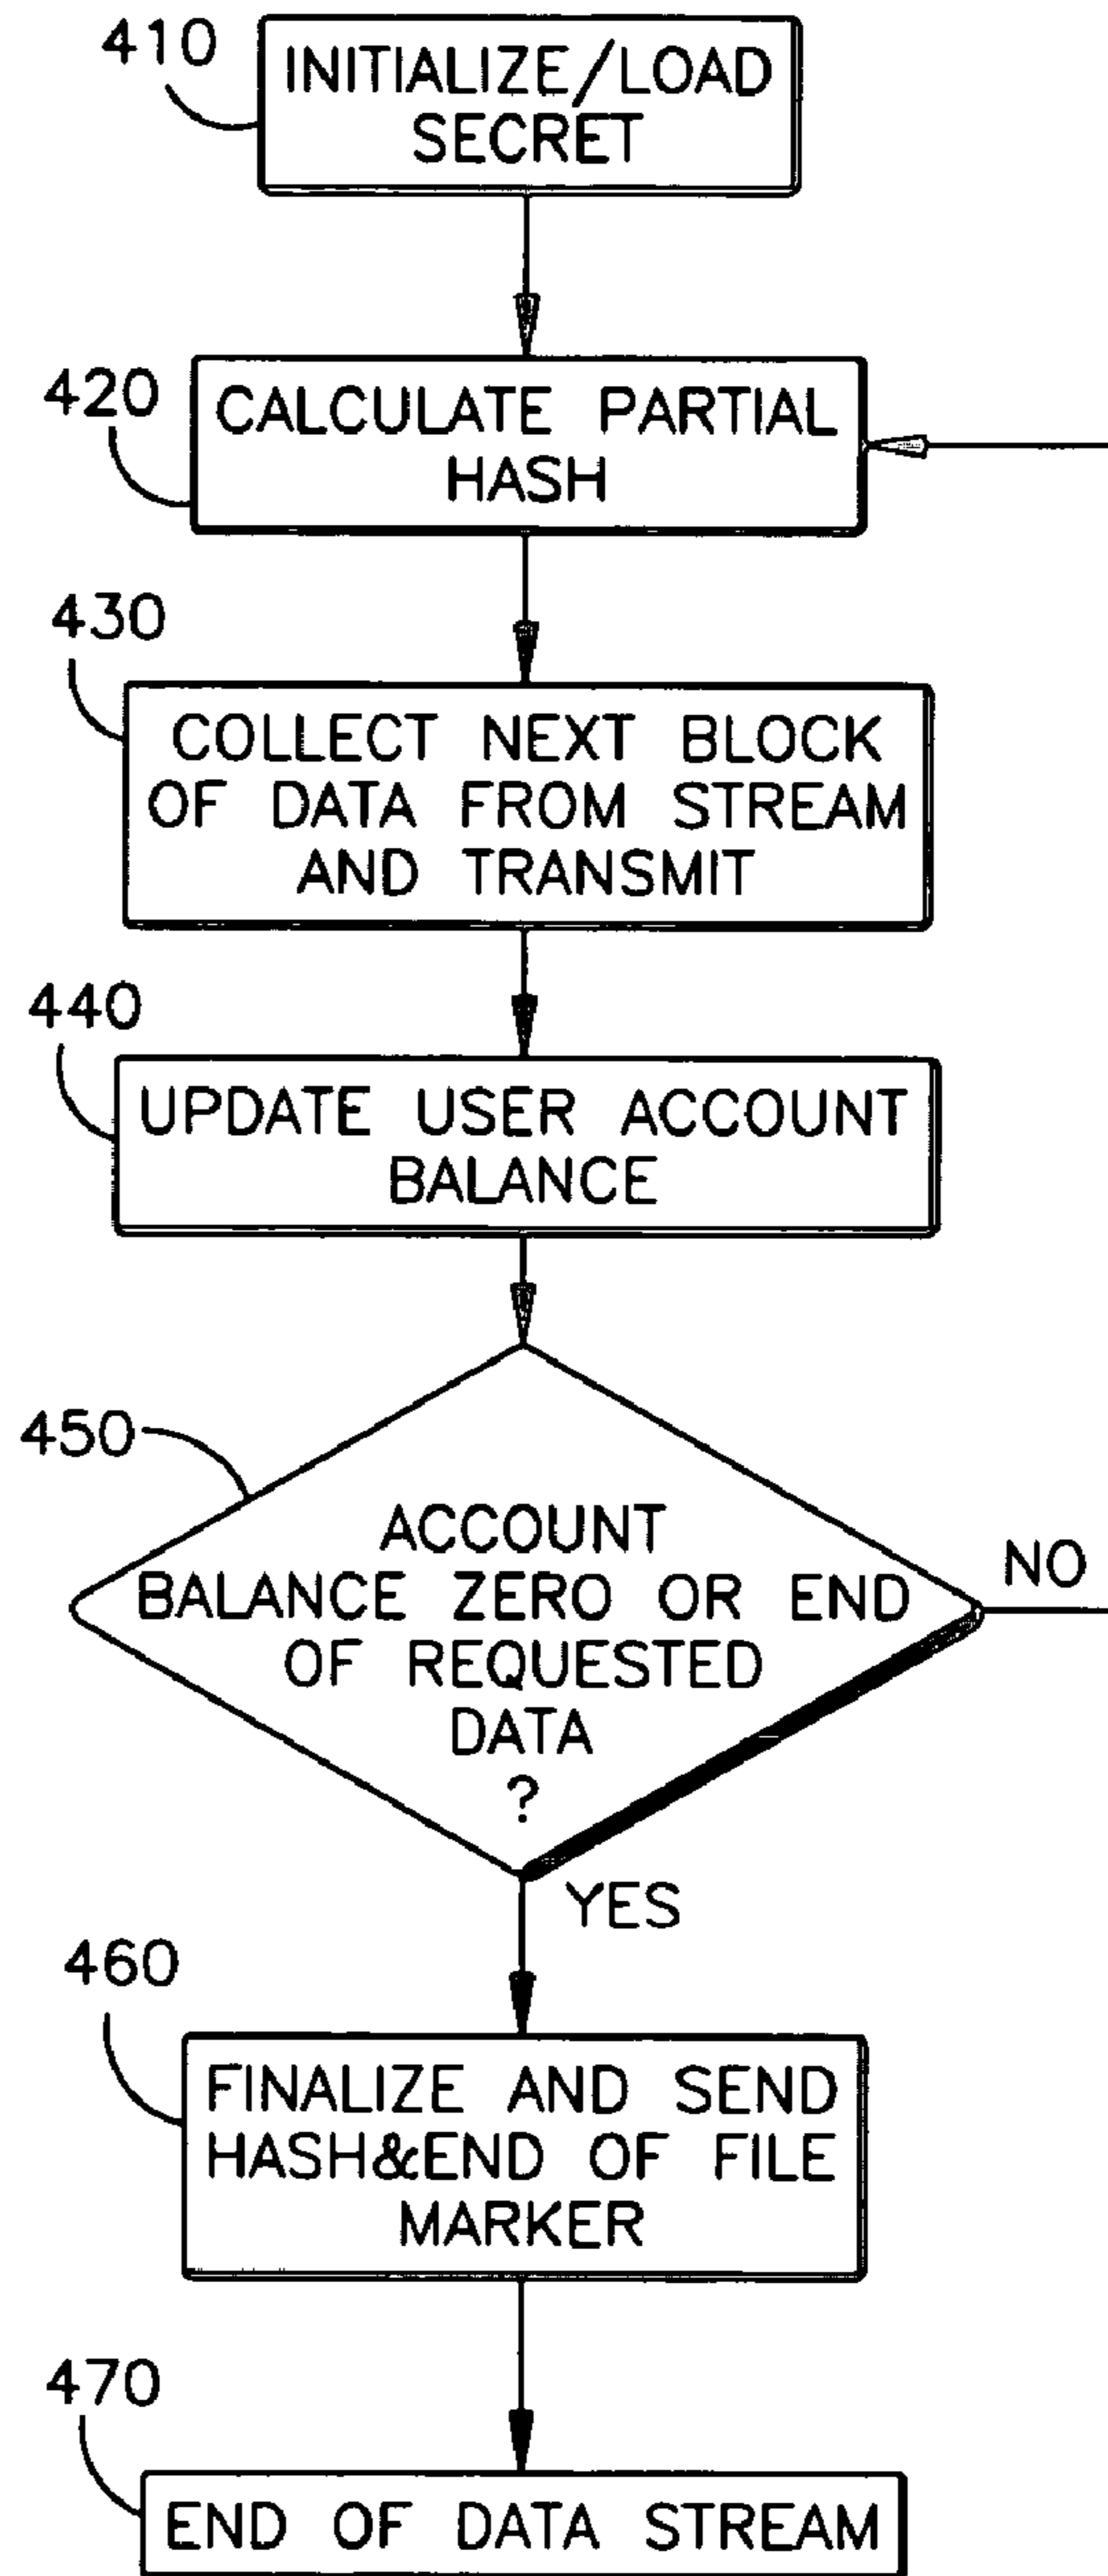 410
INITIALIZE/LOAD
SECRET
420
CALCULATE PARTIAL
HASH
430
COLLECT NEXT BLOCK
OF DATA FROM STREAM
AND TRANSMIT
440
UPDATE USER ACCOUNT
BALANCE
450
ACCOUNT
BALANCE ZERO OR END
OF REQUESTED
DATA
?
NO
YES
460
FINALIZE AND SEND
HASH&END OF FILE
MARKER
470
END OF DATA STREAM